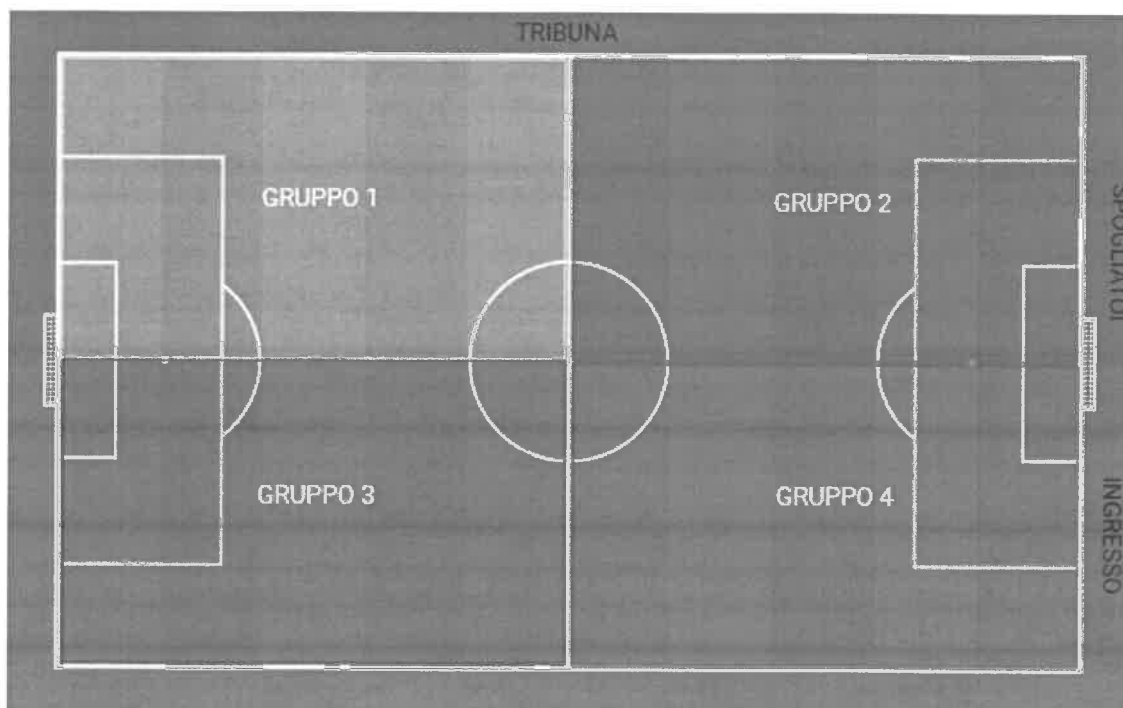 TRIBUNA
GRUPPO 1
GRUPPO 2
SPOGLIATOI
GRUPPO 3
GRUPPO 4
INGRESSO